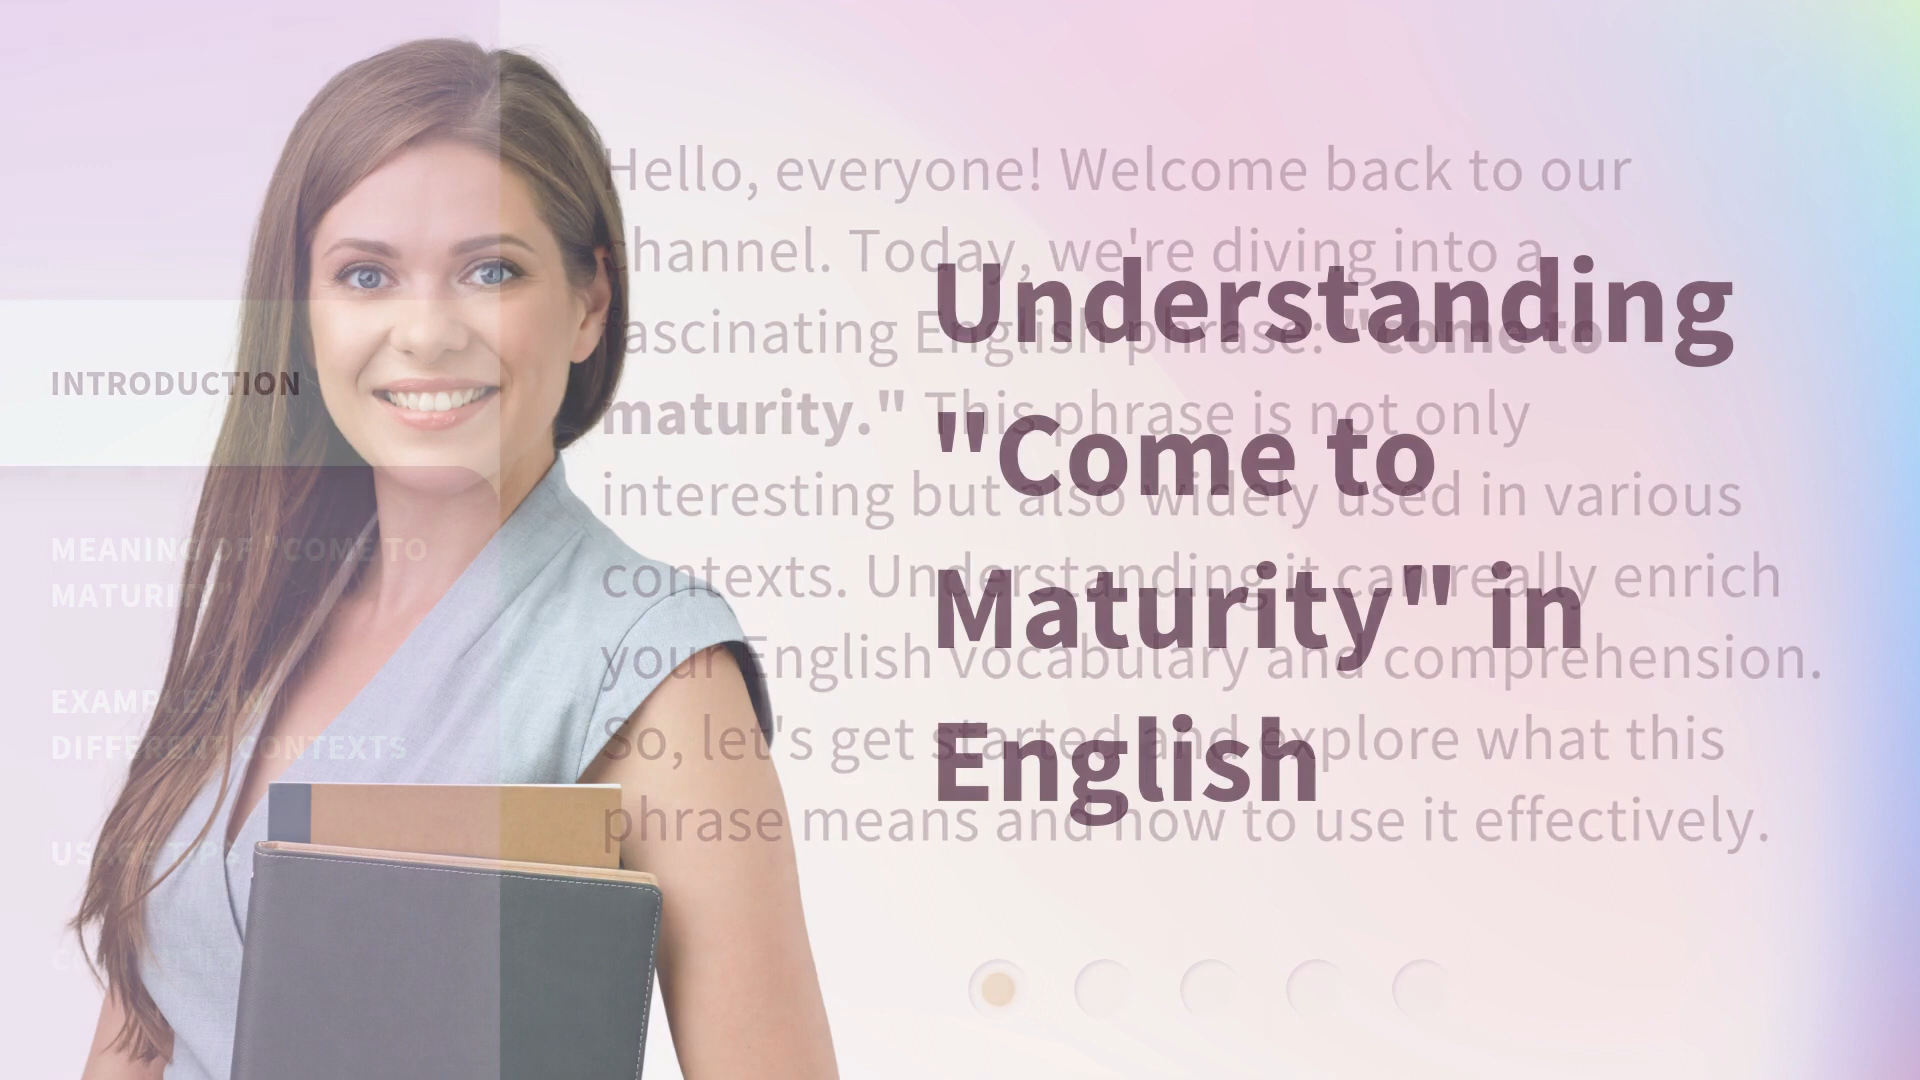 INTRODUCTION
MEANING OF "COME TO
MATURITY"
EXAMPLES IN
DIFFERENT CONTEXTS
USAGE TIPS
Hello, everyone! Welcome back to our
channel. Today, we're diving into a
fascinating English phrase: "come to
maturity." This phrase is not only
interesting but also widely used in various
contexts. Understanding it can really enrich
your English vocabulary and comprehension.
So, let's get started and explore what this
phrase means and how to use it effectively.
Understanding
"Come to
Maturity" in
English